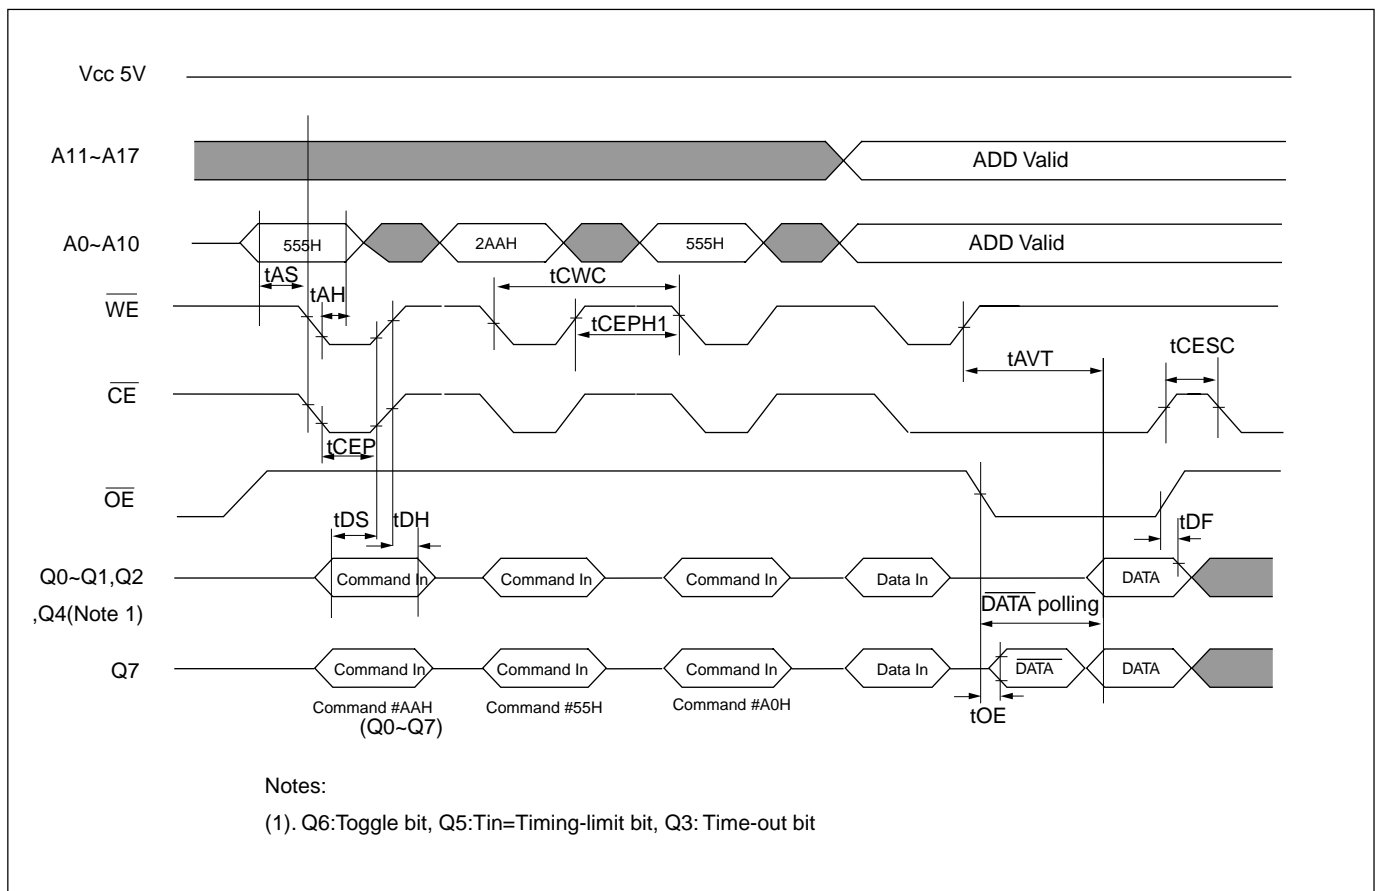 Vcc 5V
A11~A17
ADD Valid
A0~A10
555H
2AAH
555H
ADD Valid
tAS
tAH
tCWC
WE
tCEPH1
tAVT
tCESC
CE
tCEP
OE
tDS
tDH
tDF
Q0~Q1,Q2
,Q4(Note 1)
Command In
Command In
Command In
Data In
DATA
DATA polling
Q7
Command In
Command In
Command In
Data In
DATA
DATA
Command #AAH
Command #55H
Command #A0H
(Q0~Q7)
tOE
Notes:
(1). Q6:Toggle bit, Q5:Tin=Timing-limit bit, Q3: Time-out bit